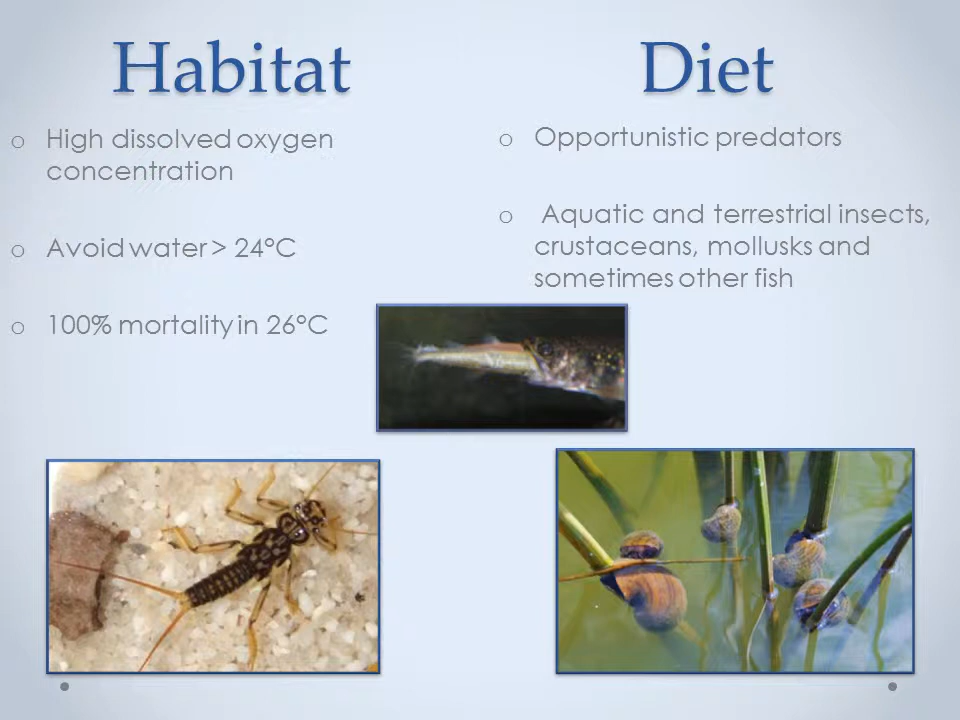 Habitat
o High dissolved oxygen
concentration
o Avoid water > 24°C
o 100% mortality in 26°C
Diet
o Opportunistic predators
o Aquatic and terrestrial insects,
crustaceans, mollusks and
sometimes other fish